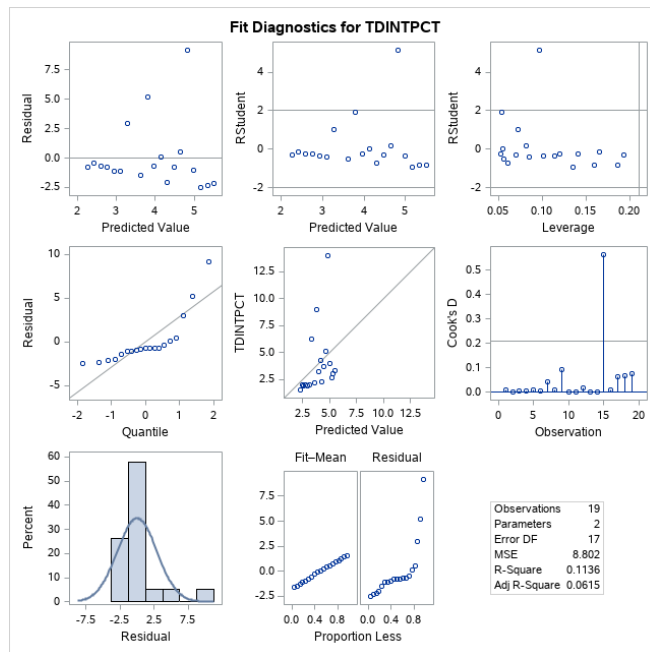 Fit Diagnostics for TDINTPCT
Residual
7.5
5.0
2.5
0.0
-2.5
2 3 4 5
Predicted Value
RStudent
4
2
0
-2
2 3 4 5
Predicted Value
RStudent
4
2
0
-2
0.05 0.10 0.15 0.20
Leverage
Residual
10
5
0
-5
-2 -1 0 1 2
Quantile
TDINTPCT
12.5
10.0
7.5
5.0
2.5
2.5 5.0 7.5 10.0 12.5
Predicted Value
Cook's D
0.5
0.4
0.3
0.2
0.1
0.0
0 5 10 15 20
Observation
Percent
60
50
40
30
20
10
0
-7.5 -2.5 2.5 7.5
Residual
Fit–Mean Residual
7.5
5.0
2.5
0.0
-2.5
0.0 0.4 0.8 0.0 0.4 0.8
Proportion Less
Observations 19
Parameters 2
Error DF 17
MSE 8.802
R-Square 0.1136
Adj R-Square 0.0615